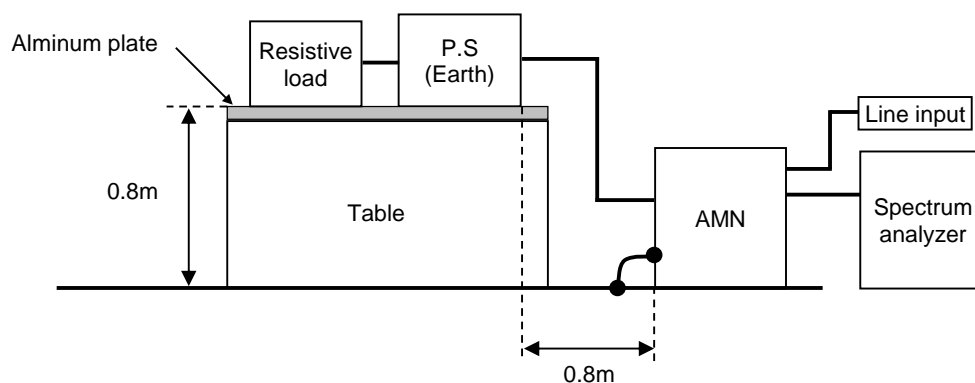 Alminum plate
Resistive
load
P.S
(Earth)
Line input
0.8m
Table
AMN
Spectrum
analyzer
0.8m